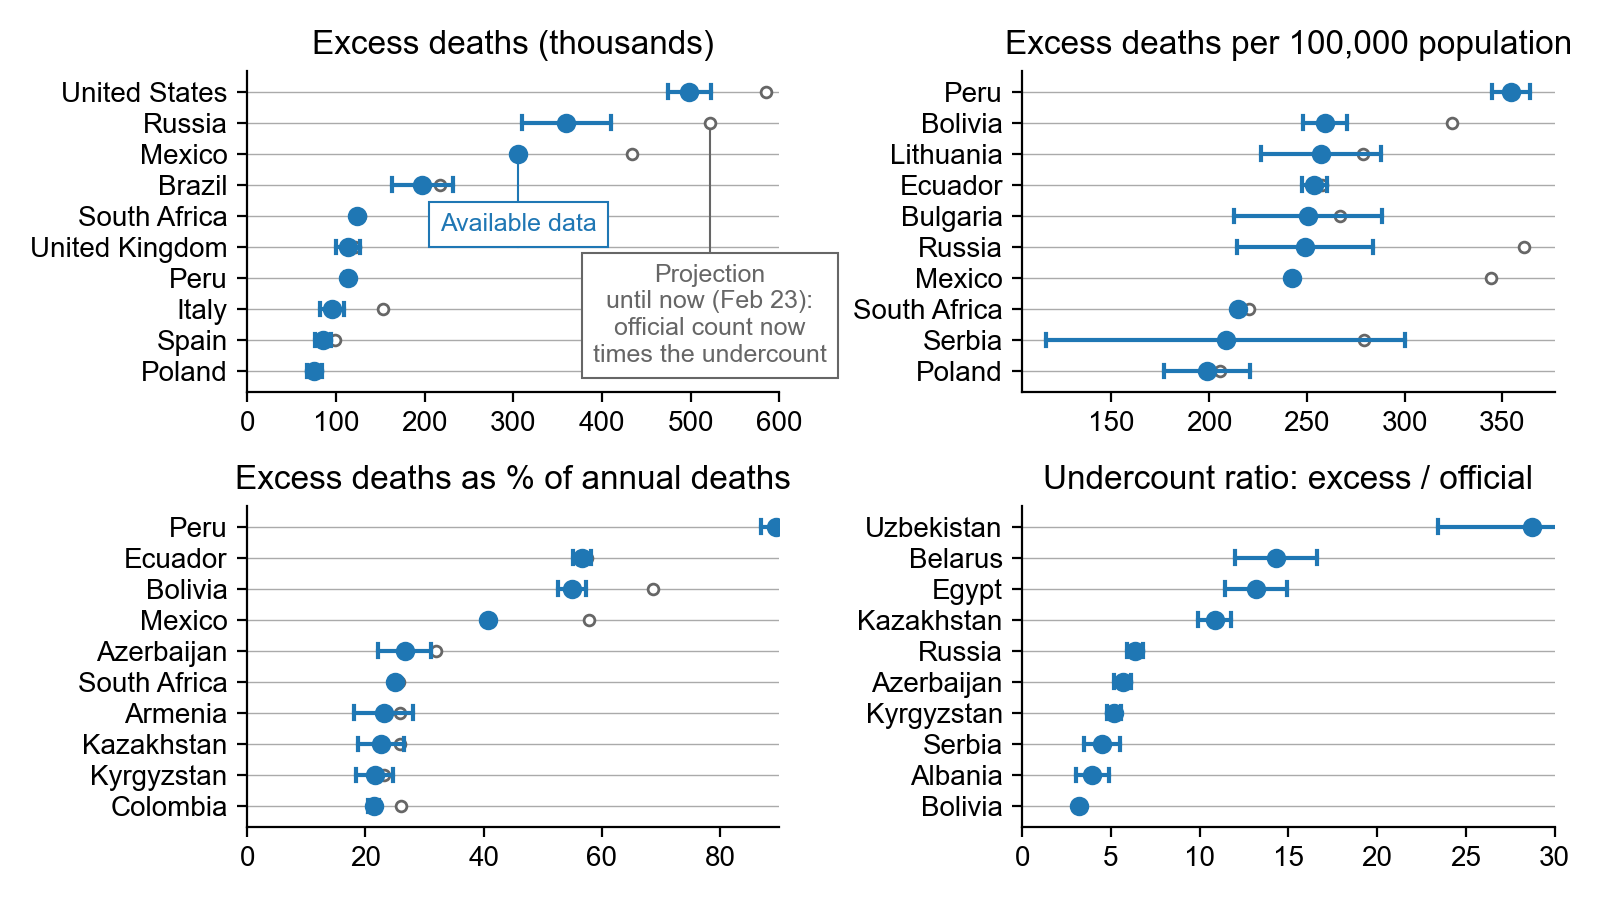 Excess deaths (thousands)
United States
Russia
Mexico
Brazil
South Africa
United Kingdom
Peru
Italy
Spain
Poland
Available data
Projection
until now (Feb 23):
official count now
times the undercount
0 100 200 300 400 500 600
Excess deaths per 100,000 population
Peru
Bolivia
Lithuania
Ecuador
Bulgaria
Russia
Mexico
South Africa
Serbia
Poland
150 200 250 300 350
Excess deaths as % of annual deaths
Peru
Ecuador
Bolivia
Mexico
Azerbaijan
South Africa
Armenia
Kazakhstan
Kyrgyzstan
Colombia
0 20 40 60 80
Undercount ratio: excess / official
Uzbekistan
Belarus
Egypt
Kazakhstan
Russia
Azerbaijan
Kyrgyzstan
Serbia
Albania
Bolivia
0 5 10 15 20 25 30